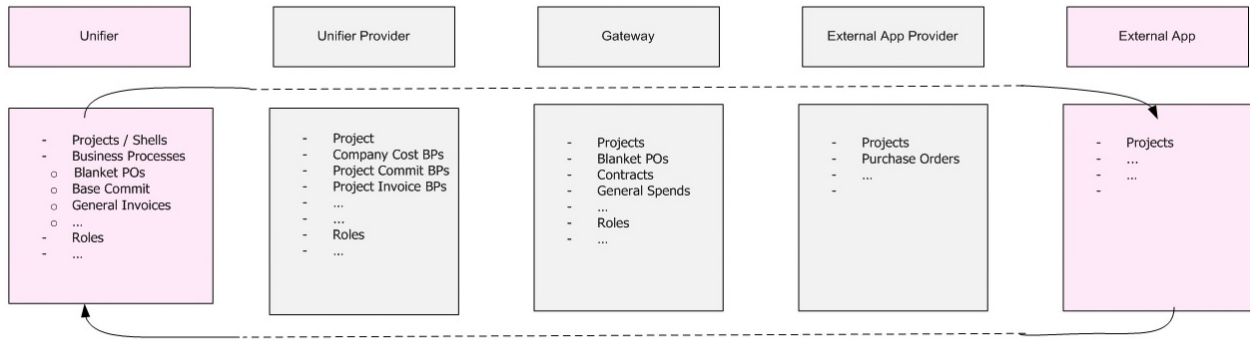 Unifier
Unifier Provider
Gateway
External App Provider
External App
- Projects / Shells
- Business Processes
o Blanket POs
o Base Commit
o General Invoices
o ...
- Roles
- ...
- Project
- Company Cost BPs
- Project Commit BPs
- Project Invoice BPs
- ...
- ...
- Roles
- ...
- Projects
- Blanket POs
- Contracts
- General Spends
- ...
- Roles
- ...
- Projects
- Purchase Orders
- ...
-
- Projects
- ...
- ...
-